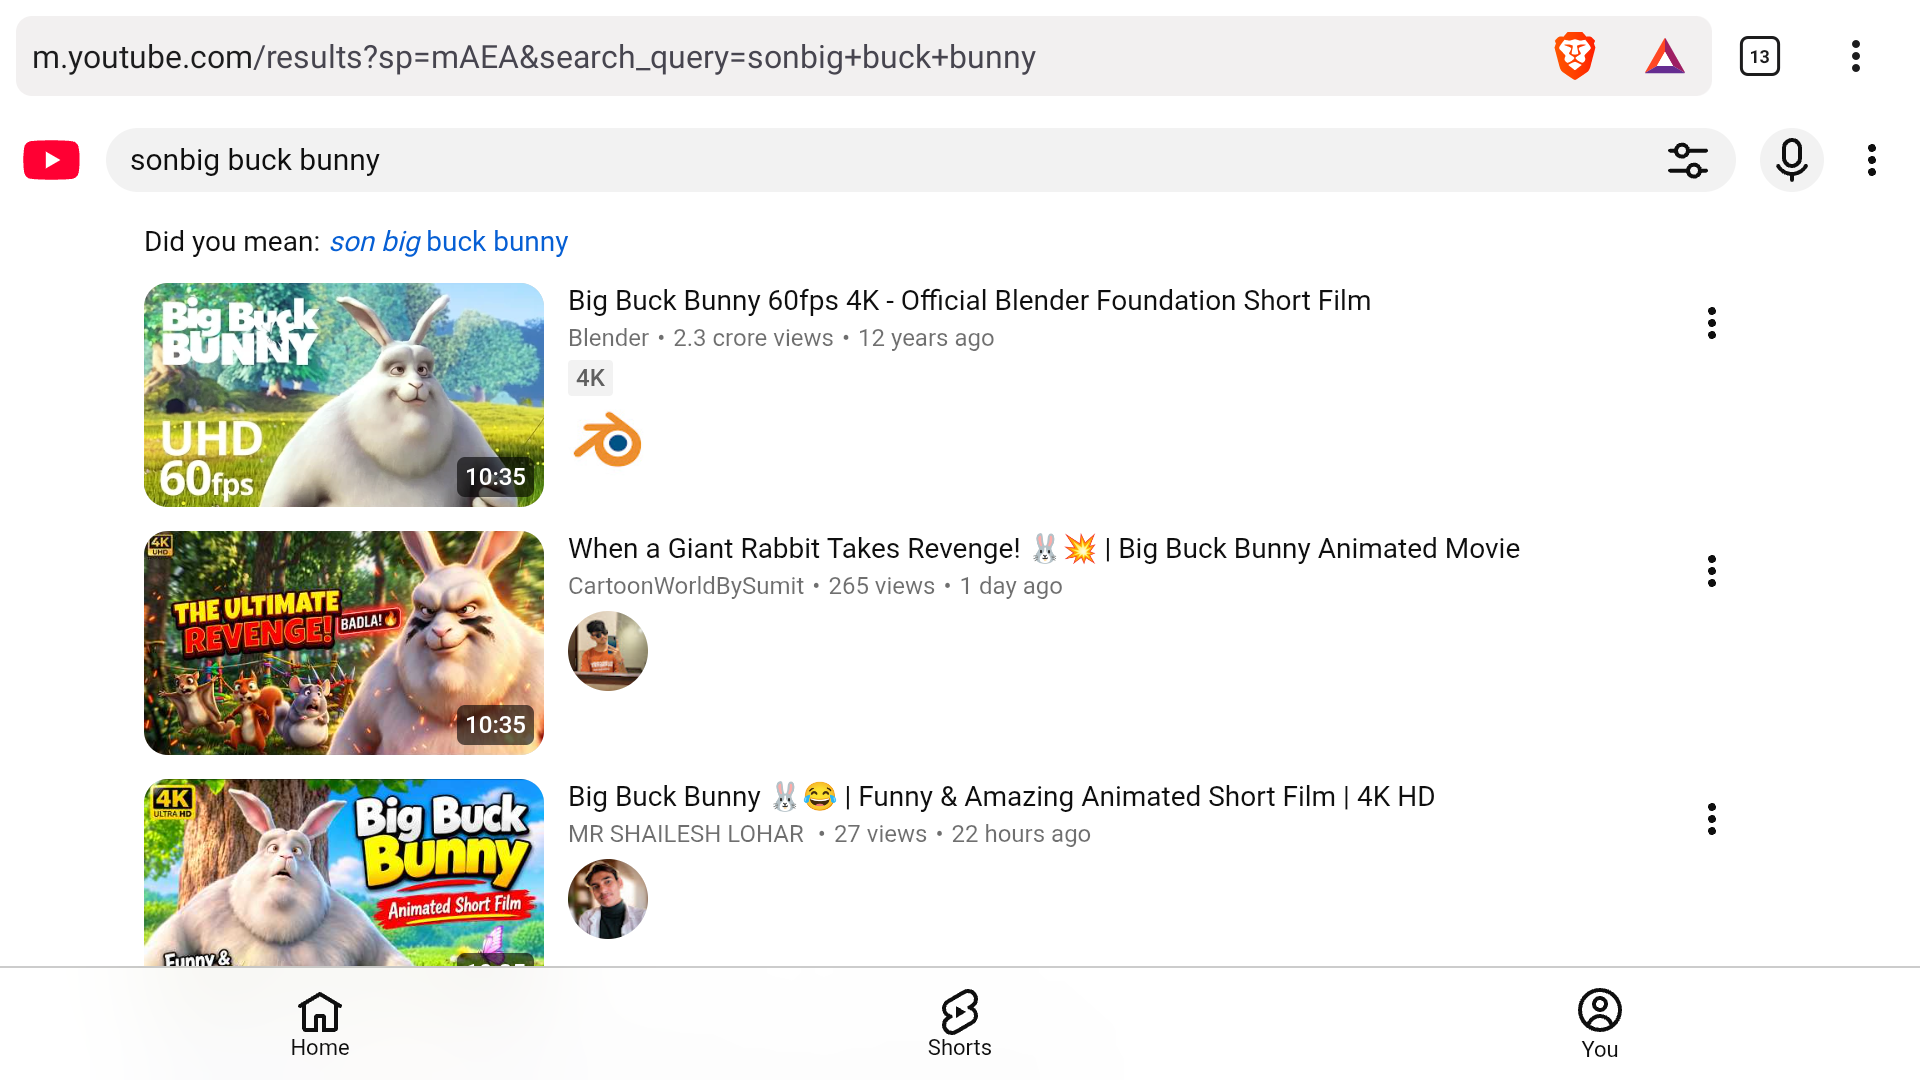 m.youtube.com/results?sp=mAEA&search_query=sonbig+buck+bunny
13
sonbig buck bunny
Did you mean: son big buck bunny
Big Buck
BUNNY
UHD
60fps
10:35
Big Buck Bunny 60fps 4K - Official Blender Foundation Short Film
Blender • 2.3 crore views • 12 years ago
4K
4K
UHD
THE ULTIMATE
REVENGE!
BADLA!🔥
10:35
When a Giant Rabbit Takes Revenge! 🐰💥 | Big Buck Bunny Animated Movie
CartoonWorldBySumit • 265 views • 1 day ago
4K
ULTRA HD
Big Buck
Bunny
Animated Short Film
Funny &
Big Buck Bunny 🐰😂 | Funny & Amazing Animated Short Film | 4K HD
MR SHAILESH LOHAR • 27 views • 22 hours ago
Home
Shorts
You